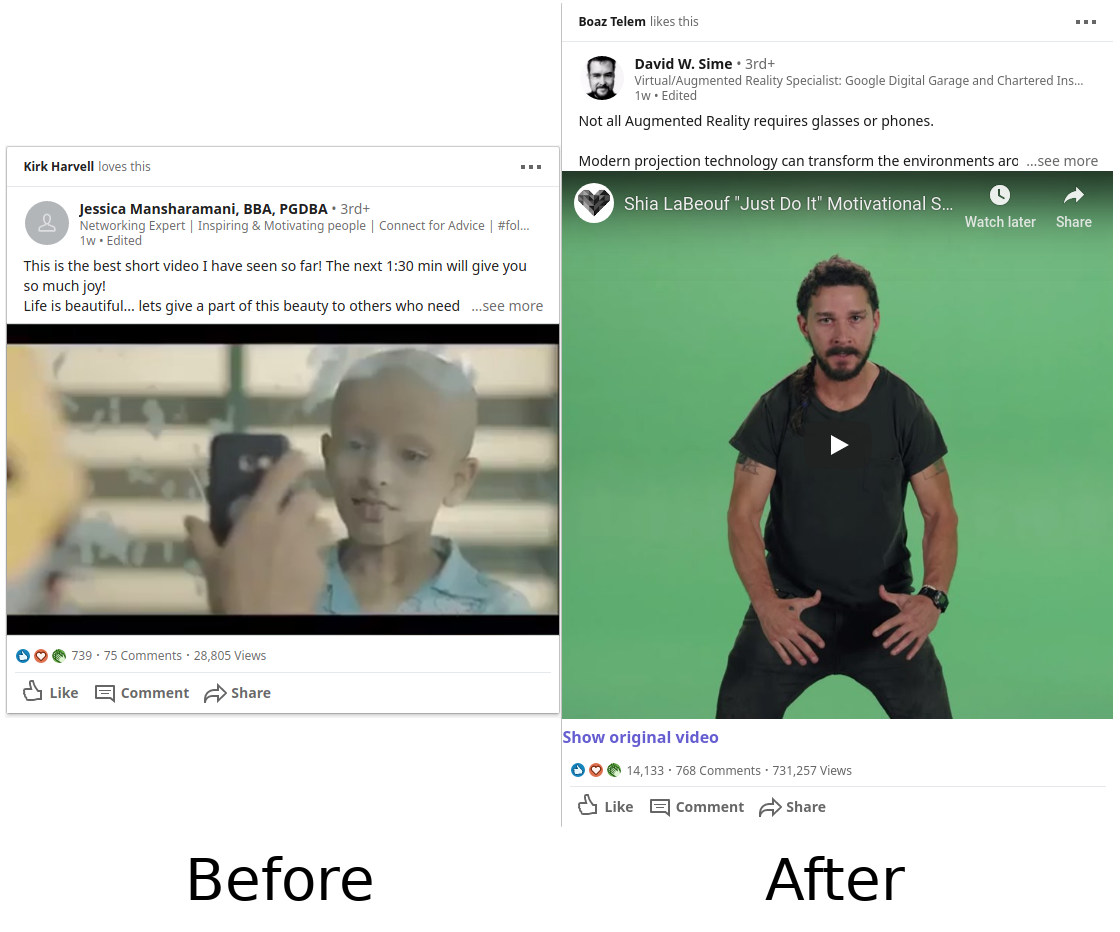 Kirk Harvell loves this
Jessica Mansharamani, BBA, PGDBA • 3rd+
Networking Expert | Inspiring & Motivating people | Connect for Advice | #fol...
1w • Edited
This is the best short video I have seen so far! The next 1:30 min will give you
so much joy!
Life is beautiful... lets give a part of this beauty to others who need ...see more
739 · 75 Comments · 28,805 Views
Like Comment Share
Before
Boaz Telem likes this
David W. Sime • 3rd+
Virtual/Augmented Reality Specialist: Google Digital Garage and Chartered Ins...
1w • Edited
Not all Augmented Reality requires glasses or phones.
Modern projection technology can transform the environments aro ...see more
Shia LaBeouf "Just Do It" Motivational S...
Watch later Share
Show original video
14,133 · 768 Comments · 731,257 Views
Like Comment Share
After